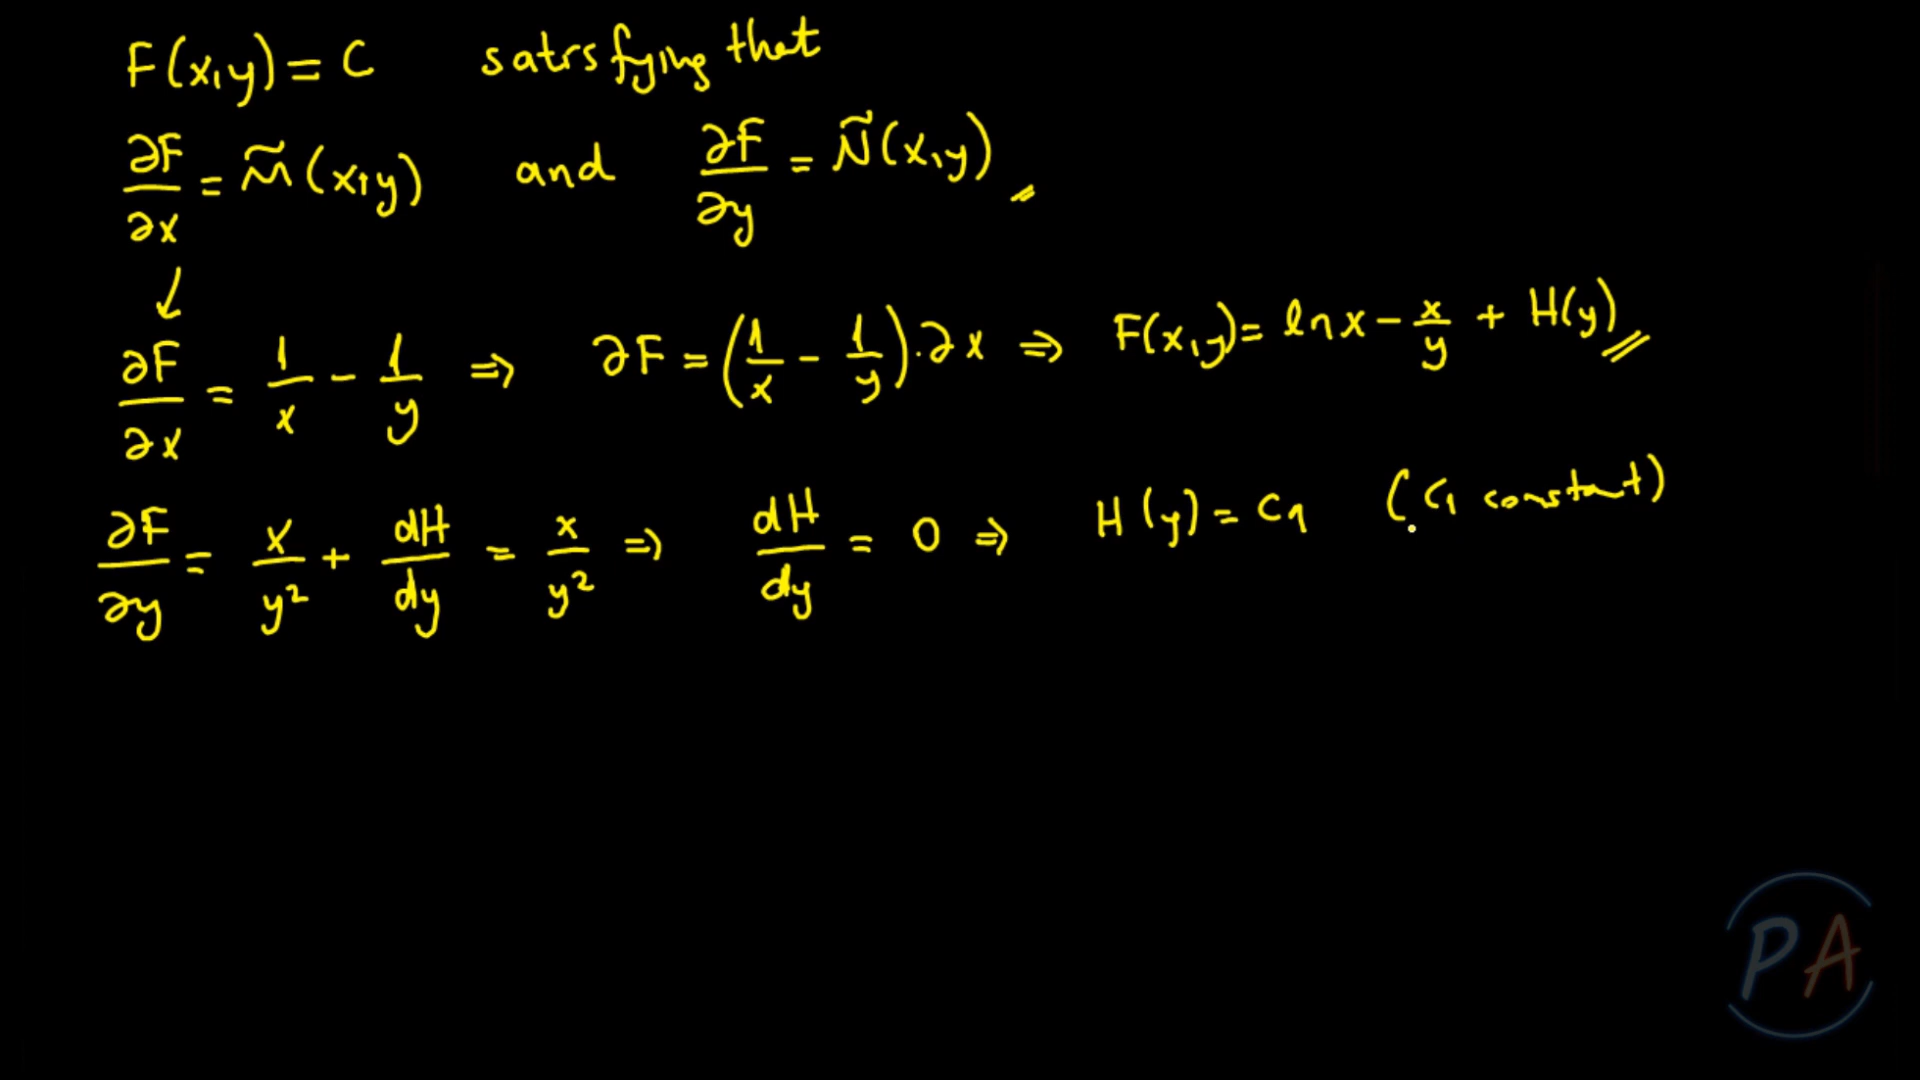 F(x,y) = C satisfying that
∂F/∂x = M̃(x,y) and ∂F/∂y = Ñ(x,y)
∂F/∂x = 1/x - 1/y ⇒ ∂F = (1/x - 1/y).∂x ⇒ F(x,y) = ln x - x/y + H(y)
∂F/∂y = x/y² + dH/dy = x/y² ⇒ dH/dy = 0 ⇒ H(y) = C₁ (C₁ constant)
PA